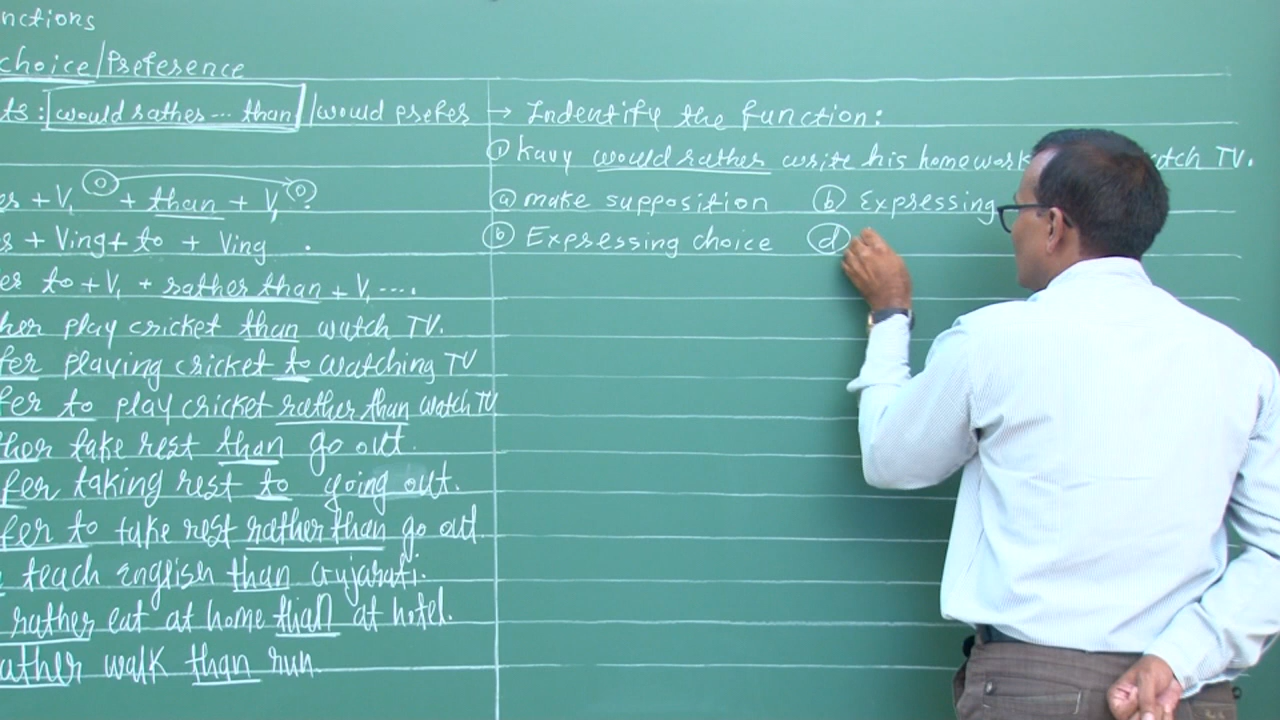 nctions
choice/Preference
ts: would rather... than /would prefer
es + V₁ + than + V₁ .
es + Ving + to + Ving .
er to + V₁ + rather than + V₁ ....
her play cricket than watch TV.
fer playing cricket to watching TV
fer to play cricket rather than watch TV
ther take rest than go out.
fer taking rest to going out.
fer to take rest rather than go out.
teach English than Gujarati.
rather eat at home than at hotel.
ather walk than run.
→ Indentify the function:
① Kavy would rather write his homework tch TV.
ⓐ make supposition ⓑ Expressing
ⓑ Expressing choice ⓓ